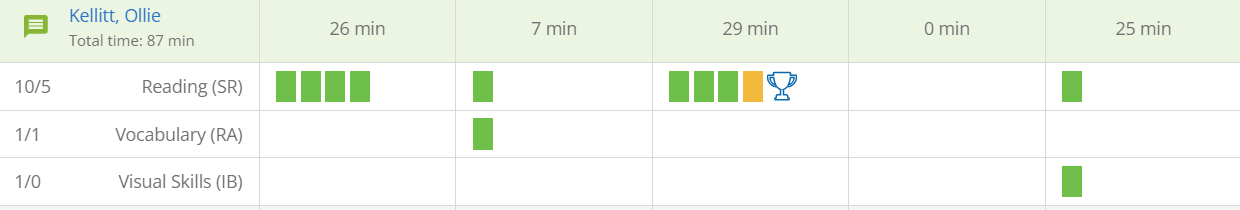 Kellitt, Ollie
Total time: 87 min
26 min
7 min
29 min
0 min
25 min
10/5 Reading (SR)
1/1 Vocabulary (RA)
1/0 Visual Skills (IB)